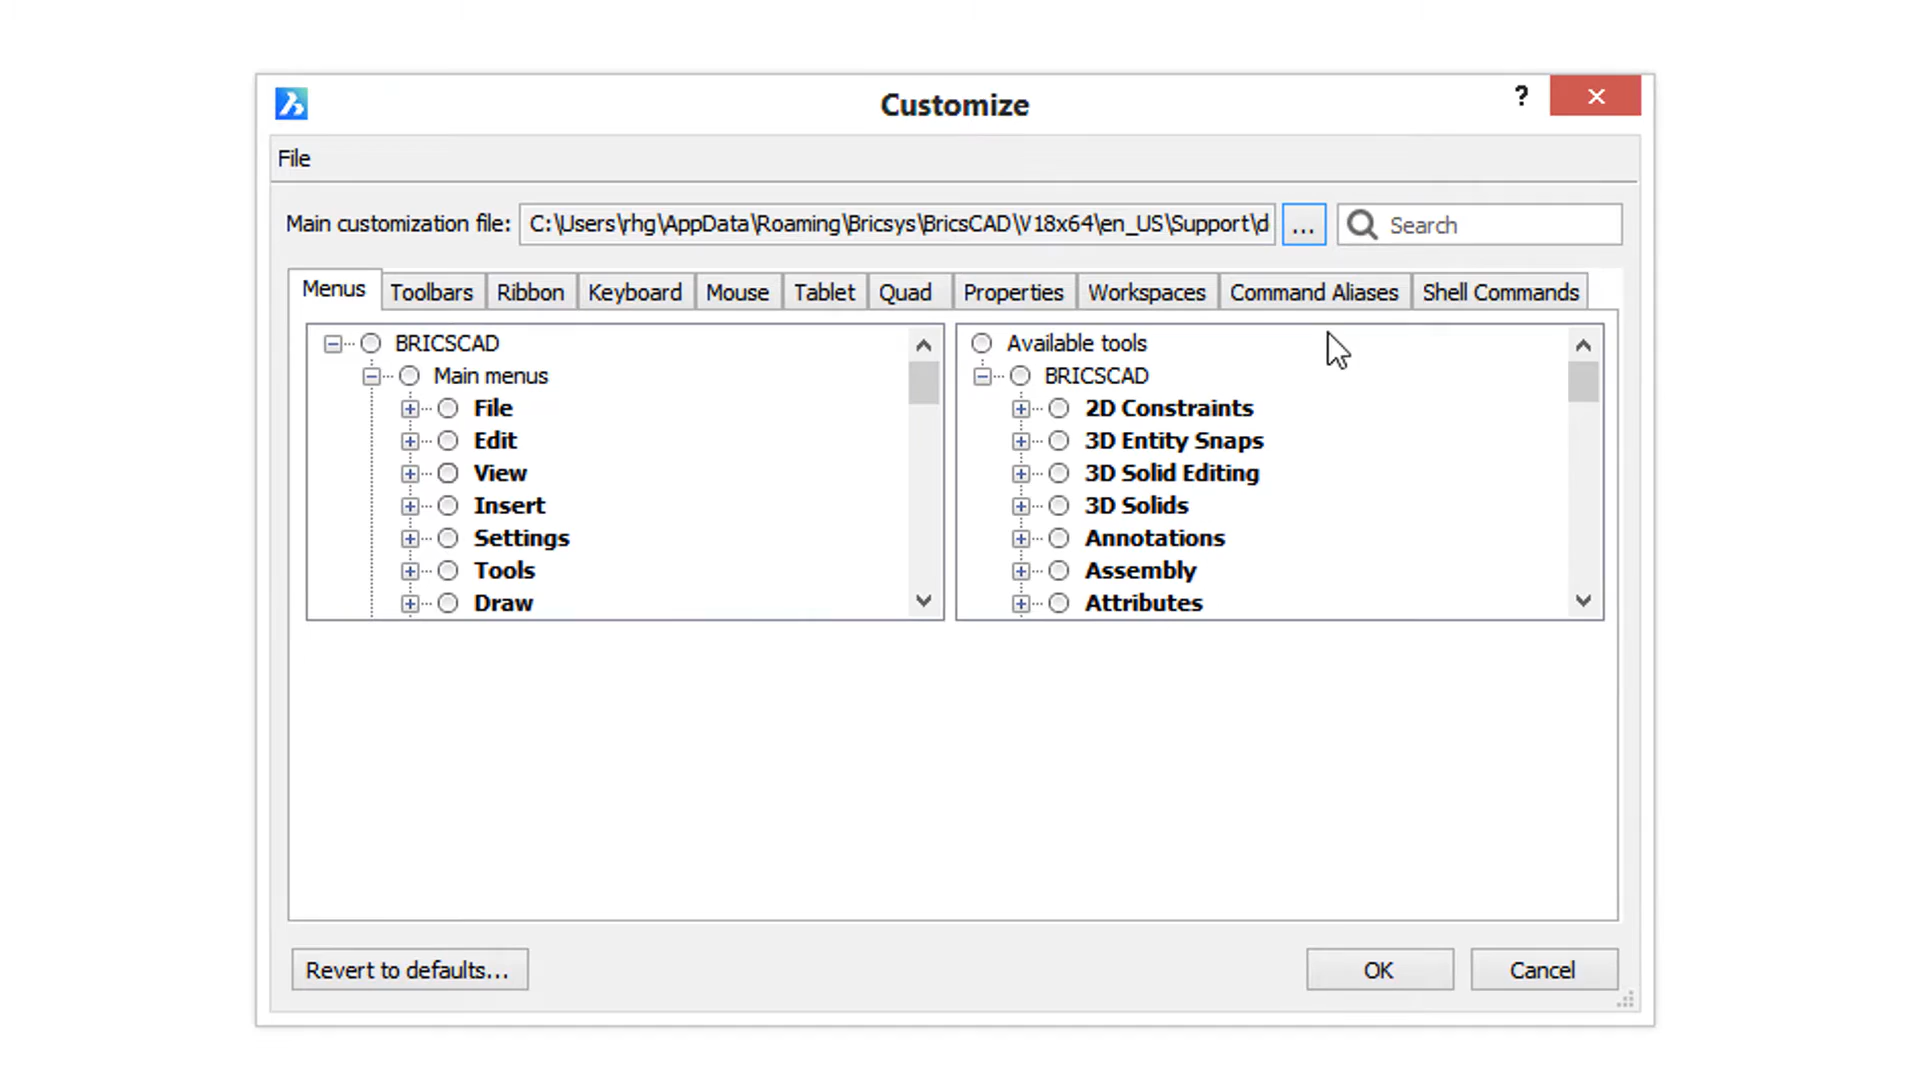 Customize
?
File
Main customization file: C:\Users\rhg\AppData\Roaming\Bricsys\BricsCAD\V18x64\en_US\Support\d ... Search
Menus Toolbars Ribbon Keyboard Mouse Tablet Quad Properties Workspaces Command Aliases Shell Commands
BRICSCAD
Main menus
File
Edit
View
Insert
Settings
Tools
Draw
Available tools
BRICSCAD
2D Constraints
3D Entity Snaps
3D Solid Editing
3D Solids
Annotations
Assembly
Attributes
Revert to defaults... OK Cancel